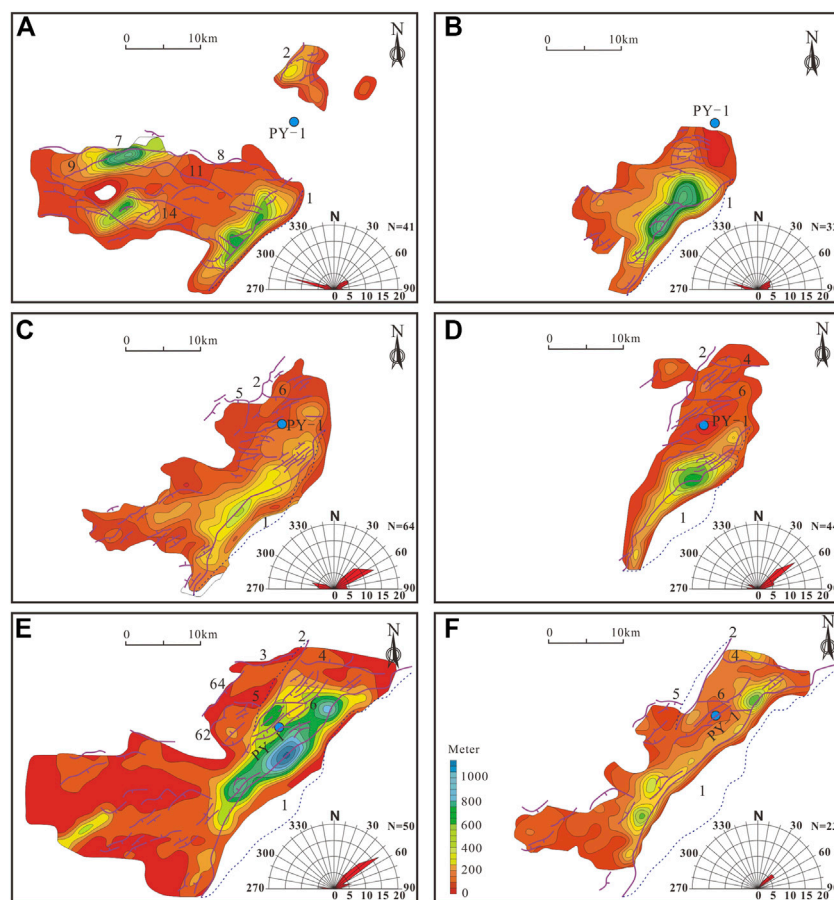 A
0 10km
N
2
PY-1
7
8
9
11
1
14
N
330 30 N=41
300 60
270 90
0 5 10 15 20
B
0 10km
N
PY-1
1
N
330 30
300 60
270 90
0 5 10 15 20
C
0 10km
N
2
5 6
PY-1
1
N
330 30 N=64
300 60
270 90
0 5 10 15 20
D
0 10km
N
2
4
6
PY-1
1
N
330 30 N=44
300 60
270 90
0 5 10 15 20
E
0 10km
N
2
3 4
64
5
6
62
PY-1
1
N
330 30 N=50
300 60
270 90
0 5 10 15 20
F
0 10km
N
2
4
5 6
PY-1
Meter
1000
800
600
400
200
0
1
N
330 30
300 60
270 90
0 5 10 15 20